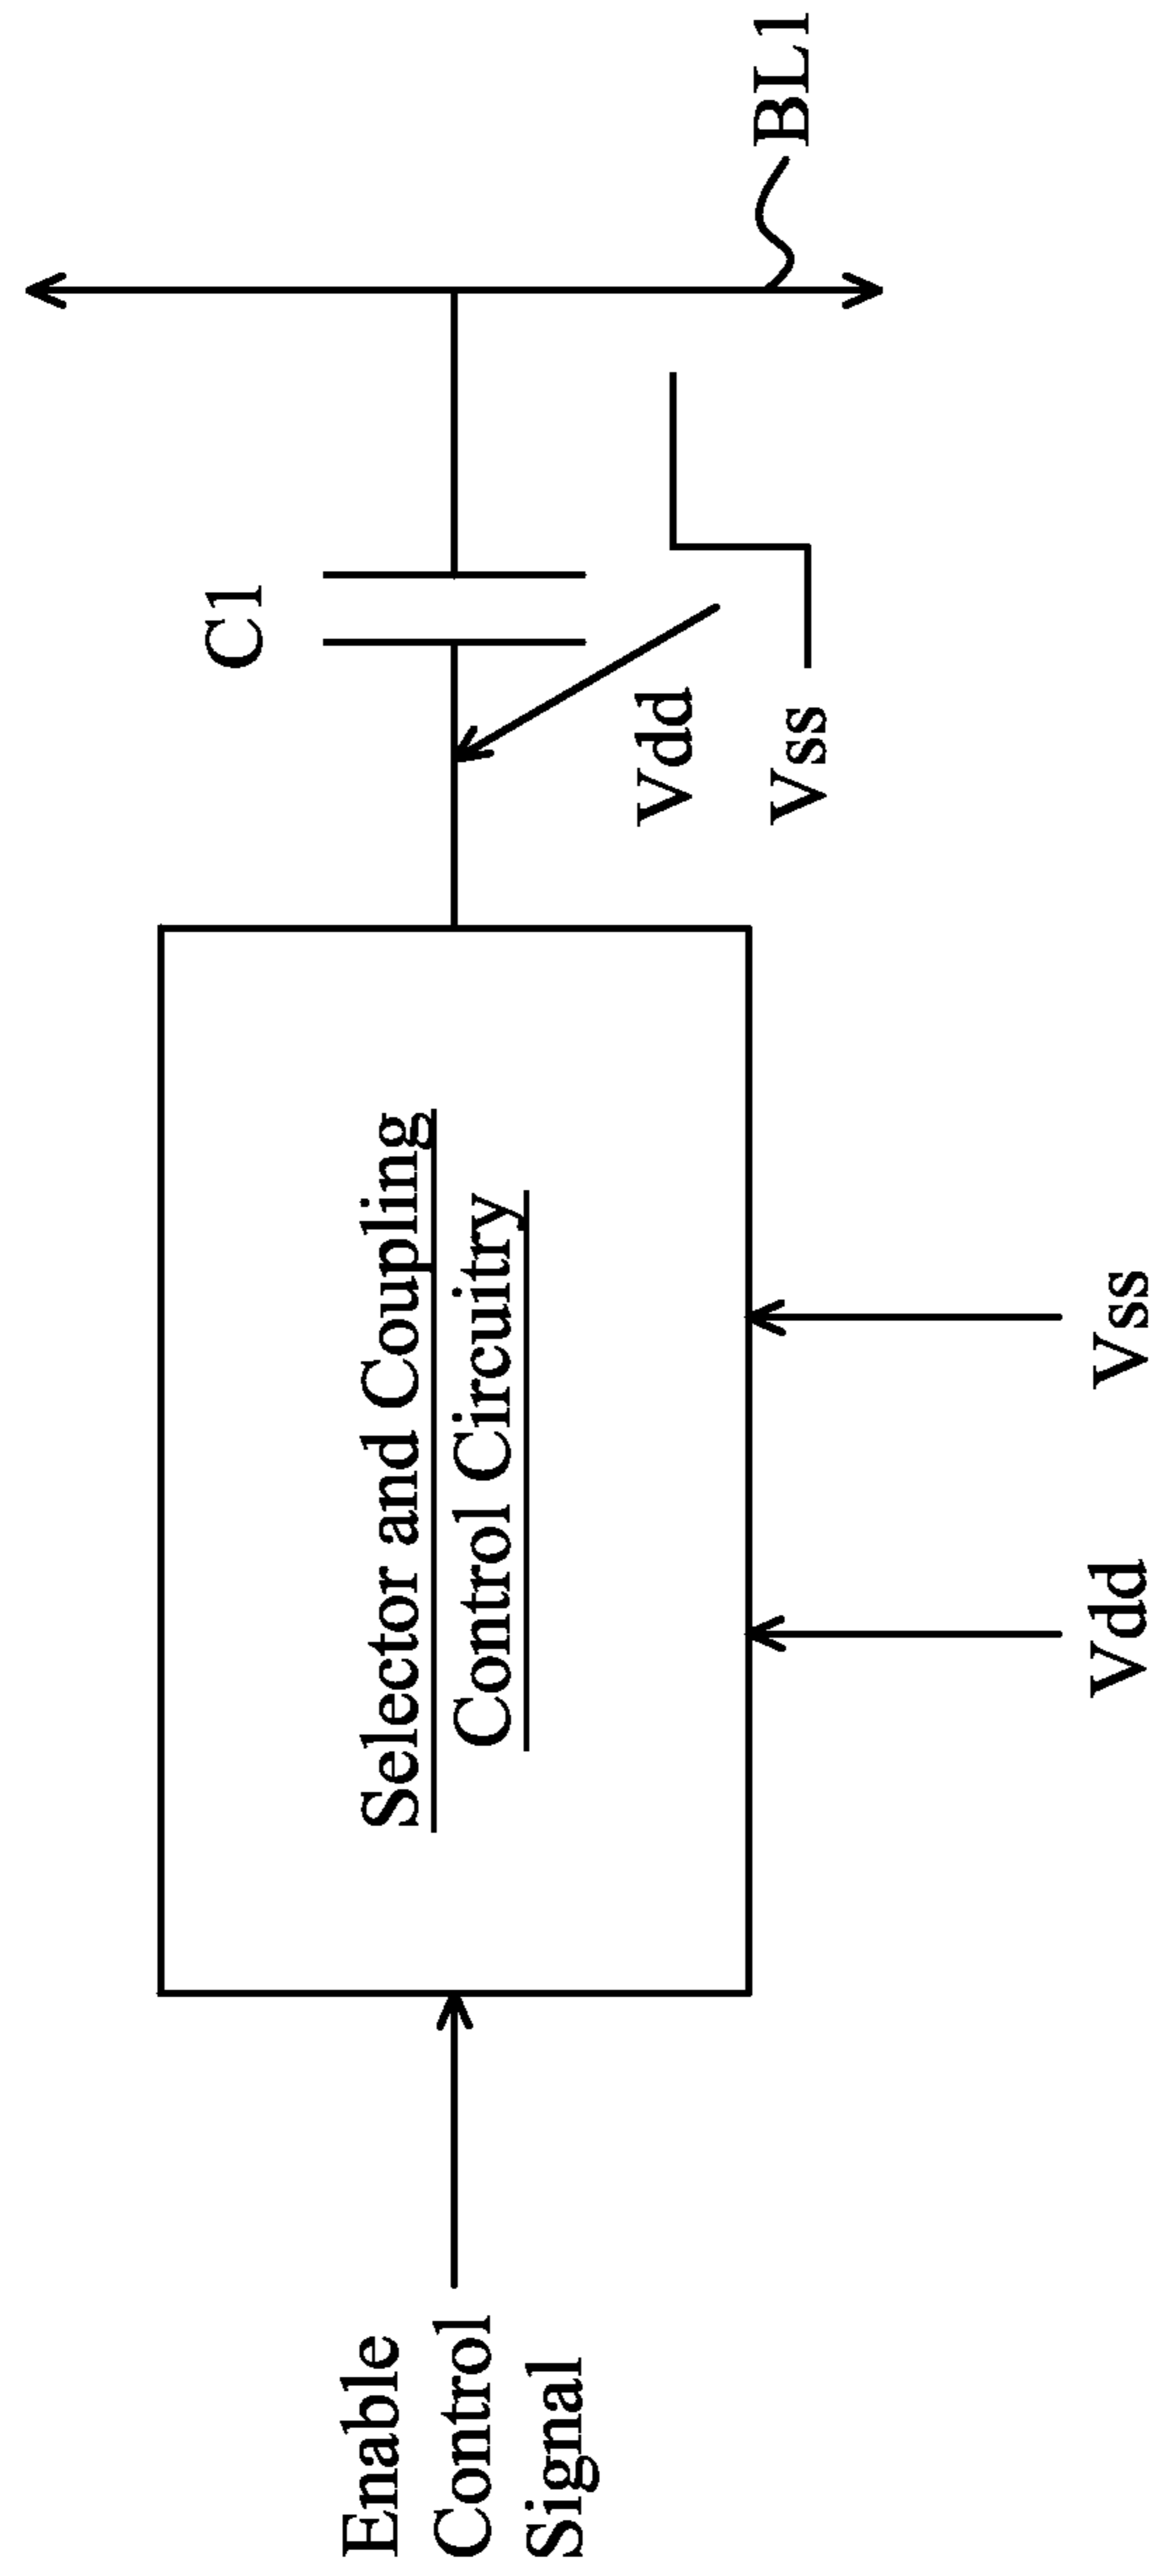 Enable
Control
Signal
Selector and Coupling
Control Circuitry
Vdd
Vss
C1
Vdd
Vss
BL1